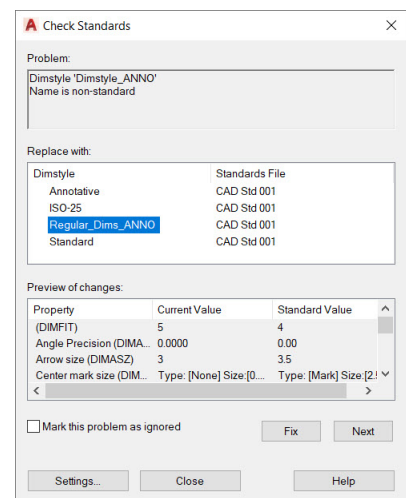 Check Standards
Problem:
Dimstyle 'Dimstyle_ANNO'
Name is non-standard
Replace with:
Dimstyle Standards File
Annotative CAD Std 001
ISO-25 CAD Std 001
Regular_Dims_ANNO CAD Std 001
Standard CAD Std 001
Preview of changes:
Property Current Value Standard Value
(DIMFIT) 5 4
Angle Precision (DIMA... 0.0000 0.00
Arrow size (DIMASZ) 3 3.5
Center mark size (DIM... Type: [None] Size:[0.... Type: [Mark] Size:[2.
Mark this problem as ignored
Fix Next
Settings... Close Help